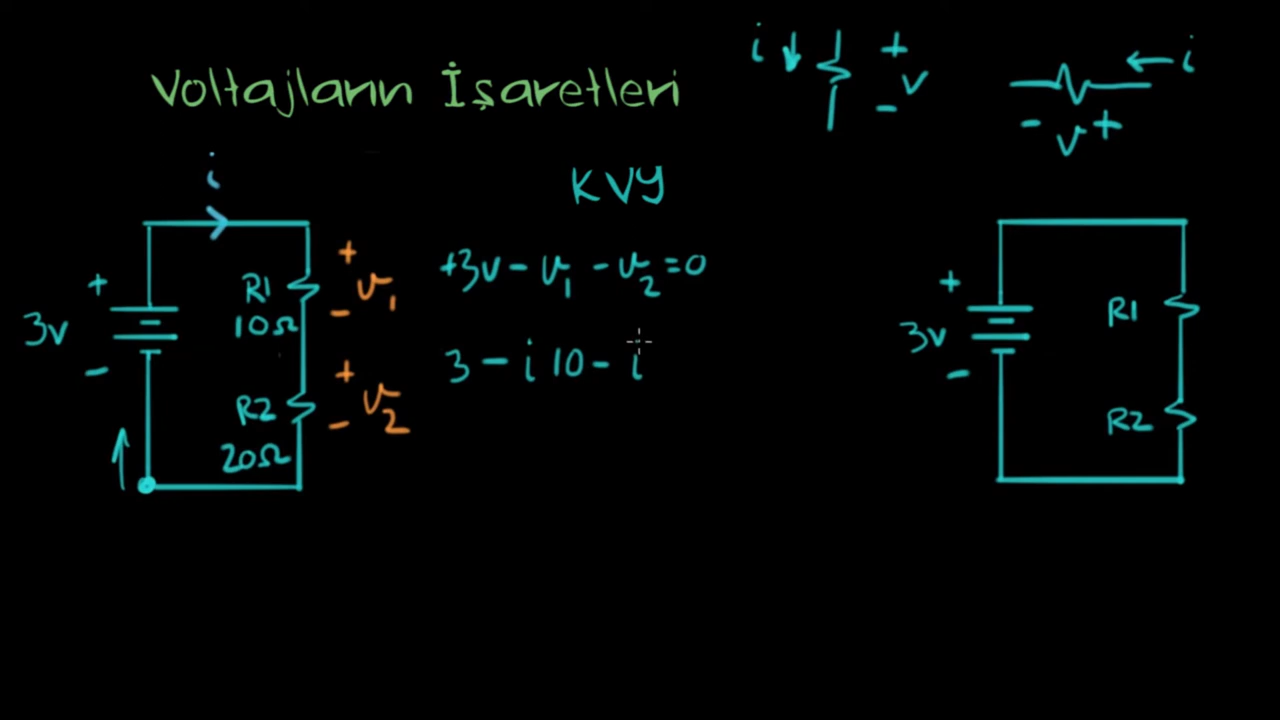 Voltajların İşaretleri
i + v -
← i
- v +
i
KVY
+3v - v₁ - v₂ = 0
3 - i 10 - i
+
3v
-
R1
10Ω
+
v₁
-
R2
20Ω
+
v₂
-
+
3v
-
R1
R2